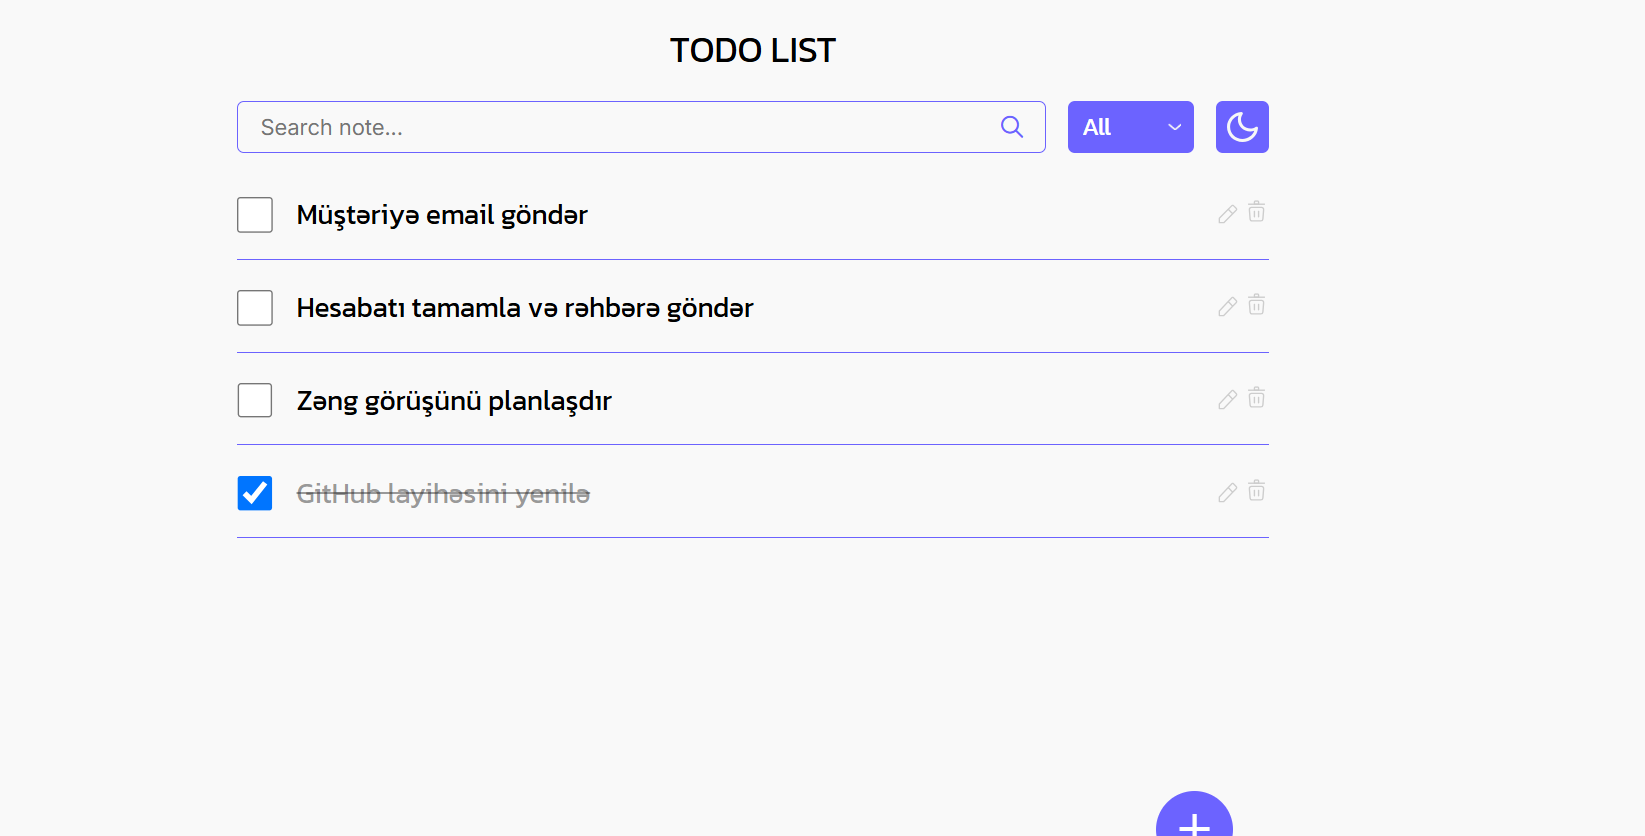 TODO LIST
Search note...
All
Müştəriyə email göndər
Hesabatı tamamla və rəhbərə göndər
Zəng görüşünü planlaşdır
GitHub layihəsini yenilə